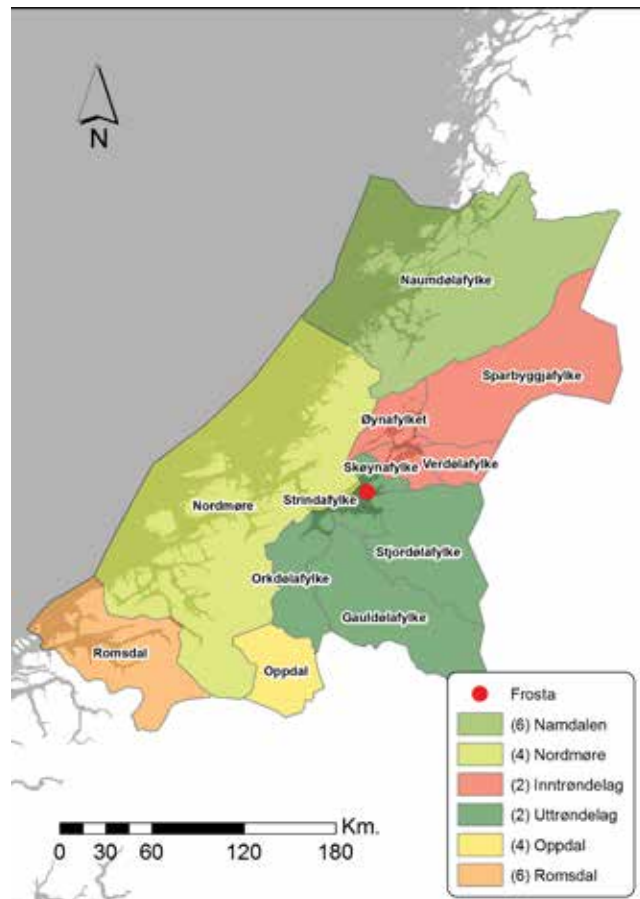 N
Naumdølafylke
Sparbyggjafylke
Øynafylket
Skøynafylke
Verdølafylke
Nordmøre
Strindafylke
Stjordølafylke
Orkdølafylke
Gauldølafylke
Romsdal
Oppdal
Frosta
(6) Namdalen
(4) Nordmøre
(2) Inntrøndelag
(2) Uttrøndelag
(4) Oppdal
(6) Romsdal
Km.
0 30 60 120 180